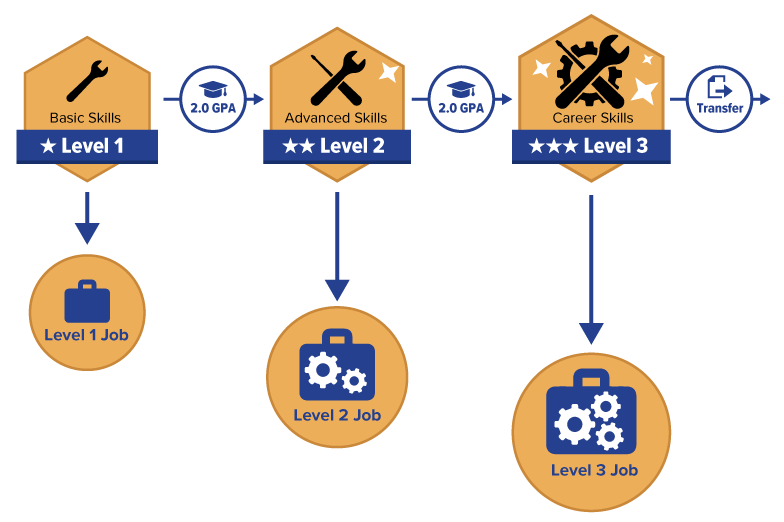 Basic Skills
★ Level 1
2.0 GPA
Advanced Skills
★★ Level 2
2.0 GPA
Career Skills
★★★ Level 3
Transfer
Level 1 Job
Level 2 Job
Level 3 Job